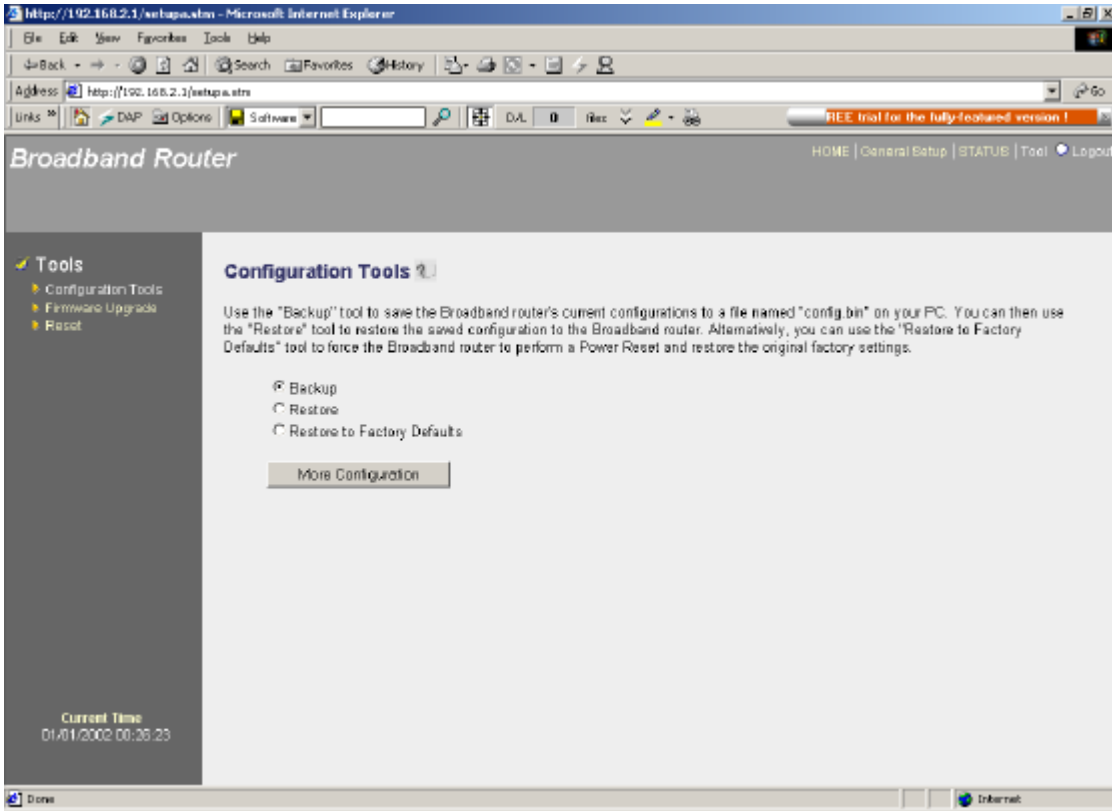 http://192.168.2.1/setupa.stm - Microsoft Internet Explorer
File Edit View Favorites Tools Help
Back Search Favorites History
Address http://192.168.2.1/setupa.stm Go
Links DAP Options Software D/L 0 files FREE trial for the fully-featured version !
Broadband Router
HOME | General Setup | STATUS | Tool Logout
Tools
Configuration Tools
Firmware Upgrade
Reset
Configuration Tools
Use the "Backup" tool to save the Broadband router's current configurations to a file named "config.bin" on your PC. You can then use
the "Restore" tool to restore the saved configuration to the Broadband router. Alternatively, you can use the "Restore to Factory
Defaults" tool to force the Broadband router to perform a Power Reset and restore the original factory settings.
Backup
Restore
Restore to Factory Defaults
More Configuration
Current Time
01/01/2002 00:26:23
Done
Internet